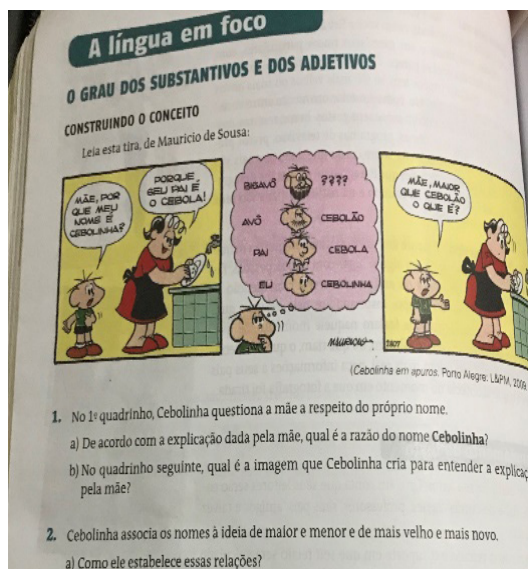 A língua em foco
O GRAU DOS SUBSTANTIVOS E DOS ADJETIVOS
CONSTRUINDO O CONCEITO
Leia esta tira, de Mauricio de Sousa:
MÃE, POR
QUE MEU
NOME É
CEBOLINHA?
PORQUE
SEU PAI É
O CEBOLA!
BISAVÔ ????
AVÔ CEBOLÃO
PAI CEBOLA
EU CEBOLINHA
MAURICIO
2007
MÃE, MAIOR
QUE CEBOLÃO
O QUE É?
(Cebolinha em apuros. Porto Alegre: L&PM, 2009
1. No 1º quadrinho, Cebolinha questiona a mãe a respeito do próprio nome.
a) De acordo com a explicação dada pela mãe, qual é a razão do nome Cebolinha?
b) No quadrinho seguinte, qual é a imagem que Cebolinha cria para entender a explicaç
pela mãe?
2. Cebolinha associa os nomes à ideia de maior e menor e de mais velho e mais novo.
a) Como ele estabelece essas relações?